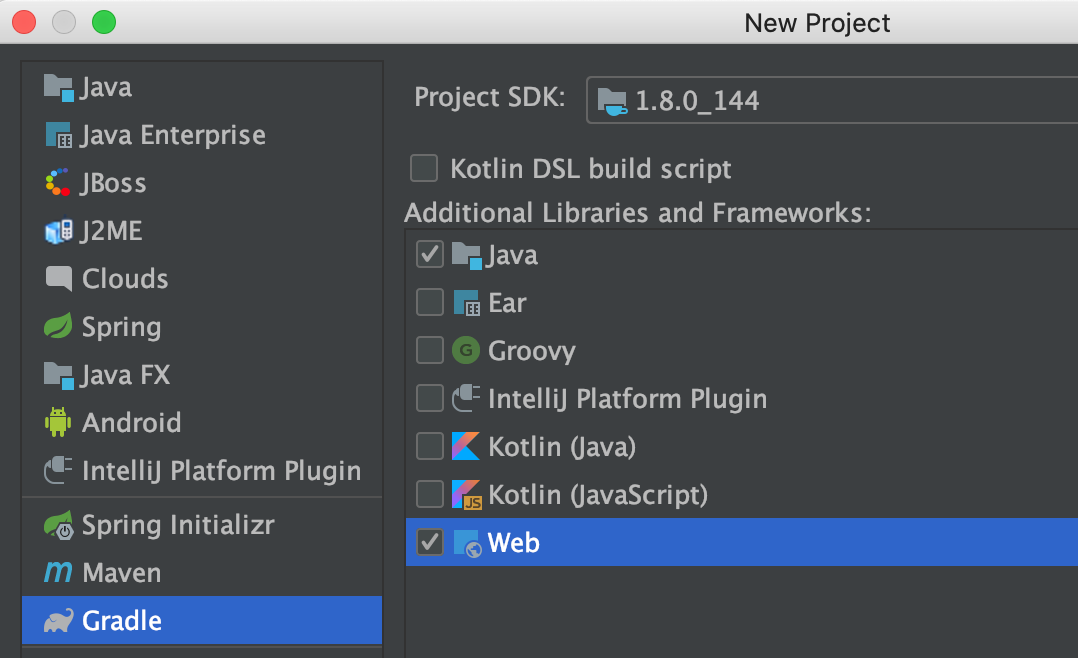 New Project
Java
Java Enterprise
JBoss
J2ME
Clouds
Spring
Java FX
Android
IntelliJ Platform Plugin
Spring Initializr
Maven
Gradle
Project SDK: 1.8.0_144
Kotlin DSL build script
Additional Libraries and Frameworks:
Java
Ear
Groovy
IntelliJ Platform Plugin
Kotlin (Java)
Kotlin (JavaScript)
Web